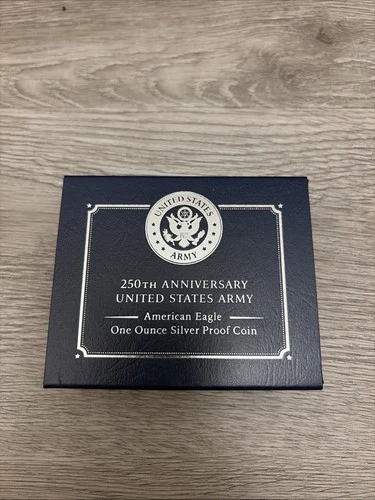 UNITED STATES
ARMY
250TH ANNIVERSARY
UNITED STATES ARMY
American Eagle
One Ounce Silver Proof Coin